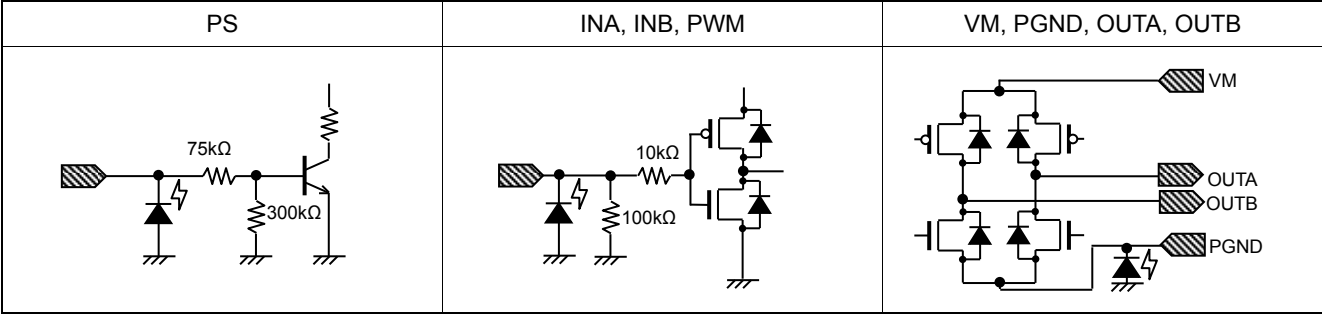 PS
INA, INB, PWM
VM, PGND, OUTA, OUTB
75kΩ
300kΩ
10kΩ
100kΩ
VM
OUTA
OUTB
PGND